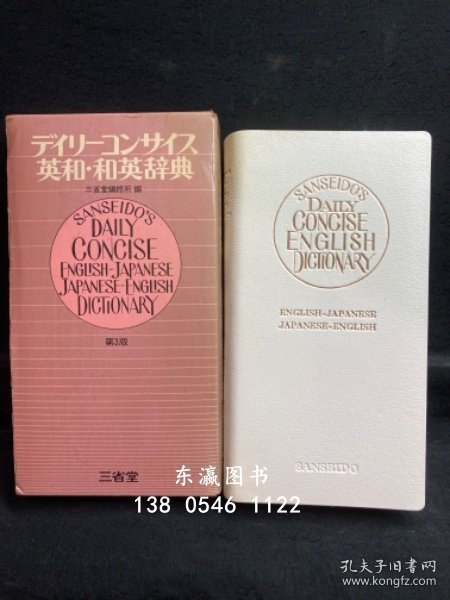 デイリーコンサイス
英和・和英辞典
三省堂編修所 編
SANSEIDO'S
DAILY
CONCISE
ENGLISH-JAPANESE
JAPANESE-ENGLISH
DICTIONARY
第3版
三省堂
SANSEIDO'S
DAILY
CONCISE
ENGLISH
DICTIONARY
ENGLISH-JAPANESE
JAPANESE-ENGLISH
SANSEIDO
东瀛图书
138 0546 1122
孔夫子旧书网
www.kongfz.com